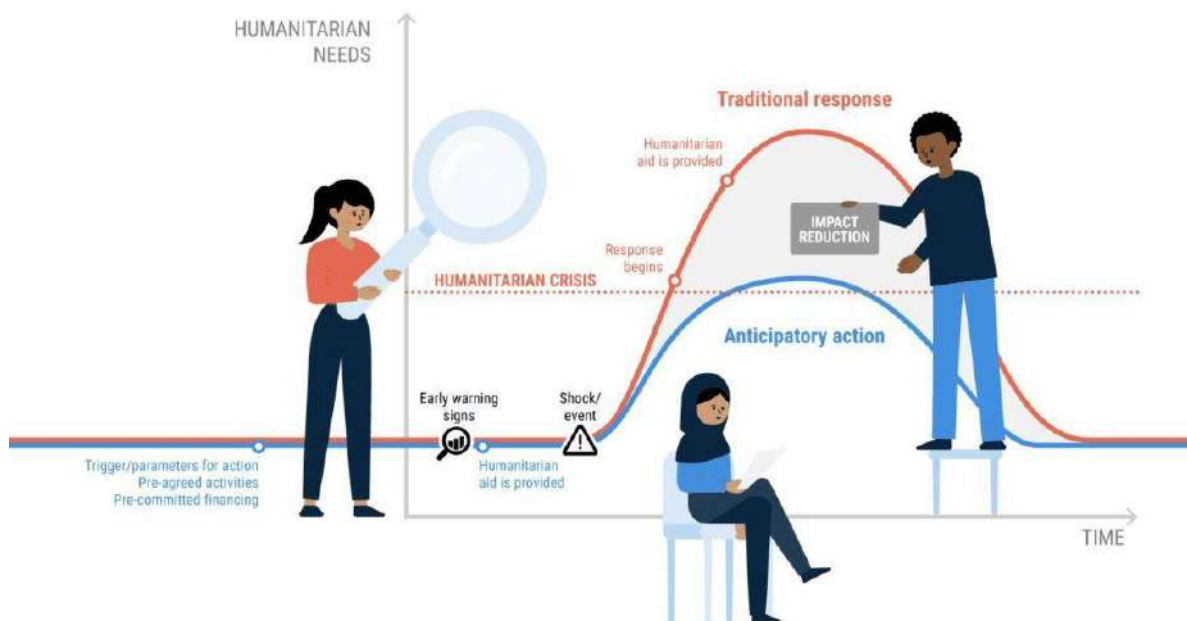 HUMANITARIAN
NEEDS
Traditional response
Humanitarian
aid is provided
IMPACT
REDUCTION
Response
begins
HUMANITARIAN CRISIS
Anticipatory action
Early warning
signs
Shock/
event
Trigger/parameters for action
Pre-agreed activities
Pre-committed financing
Humanitarian
aid is provided
TIME